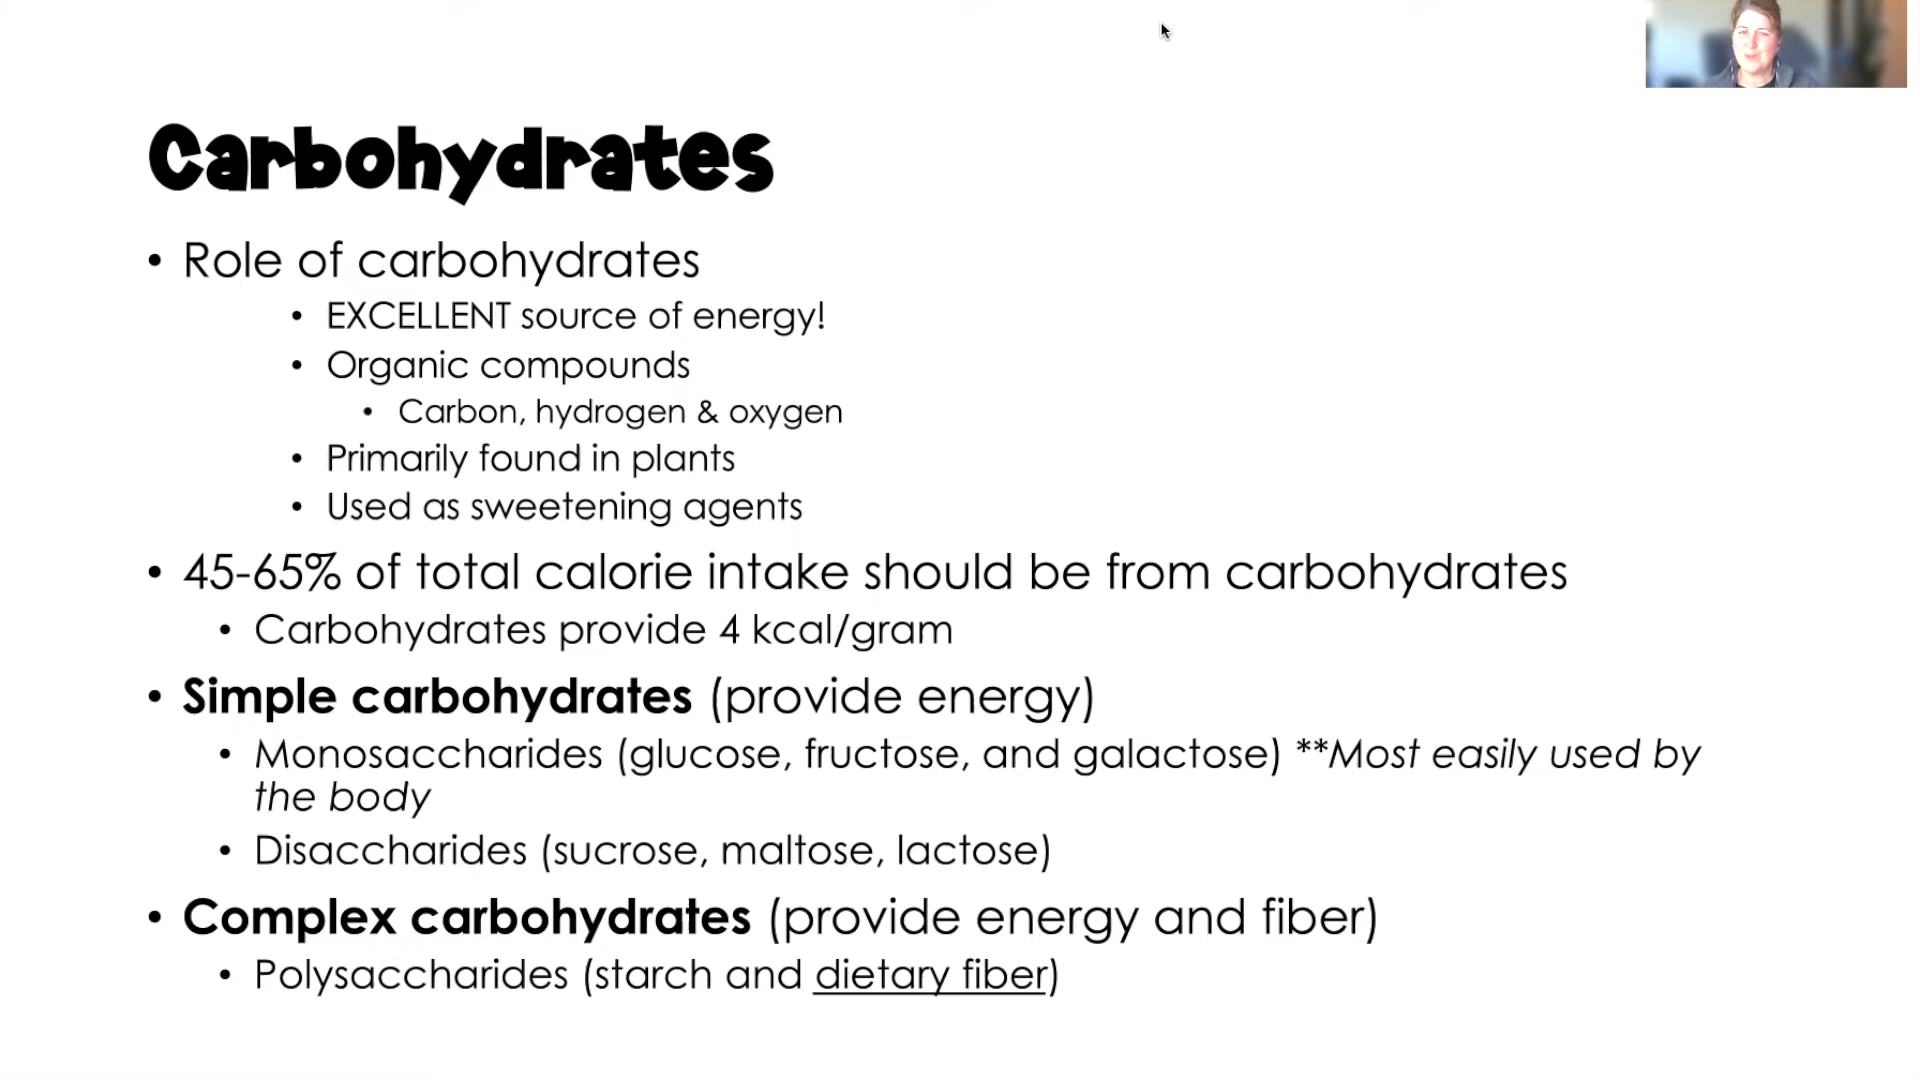 Carbohydrates
• Role of carbohydrates
• EXCELLENT source of energy!
• Organic compounds
• Carbon, hydrogen & oxygen
• Primarily found in plants
• Used as sweetening agents
• 45-65% of total calorie intake should be from carbohydrates
• Carbohydrates provide 4 kcal/gram
• Simple carbohydrates (provide energy)
• Monosaccharides (glucose, fructose, and galactose) **Most easily used by
the body
• Disaccharides (sucrose, maltose, lactose)
• Complex carbohydrates (provide energy and fiber)
• Polysaccharides (starch and dietary fiber)